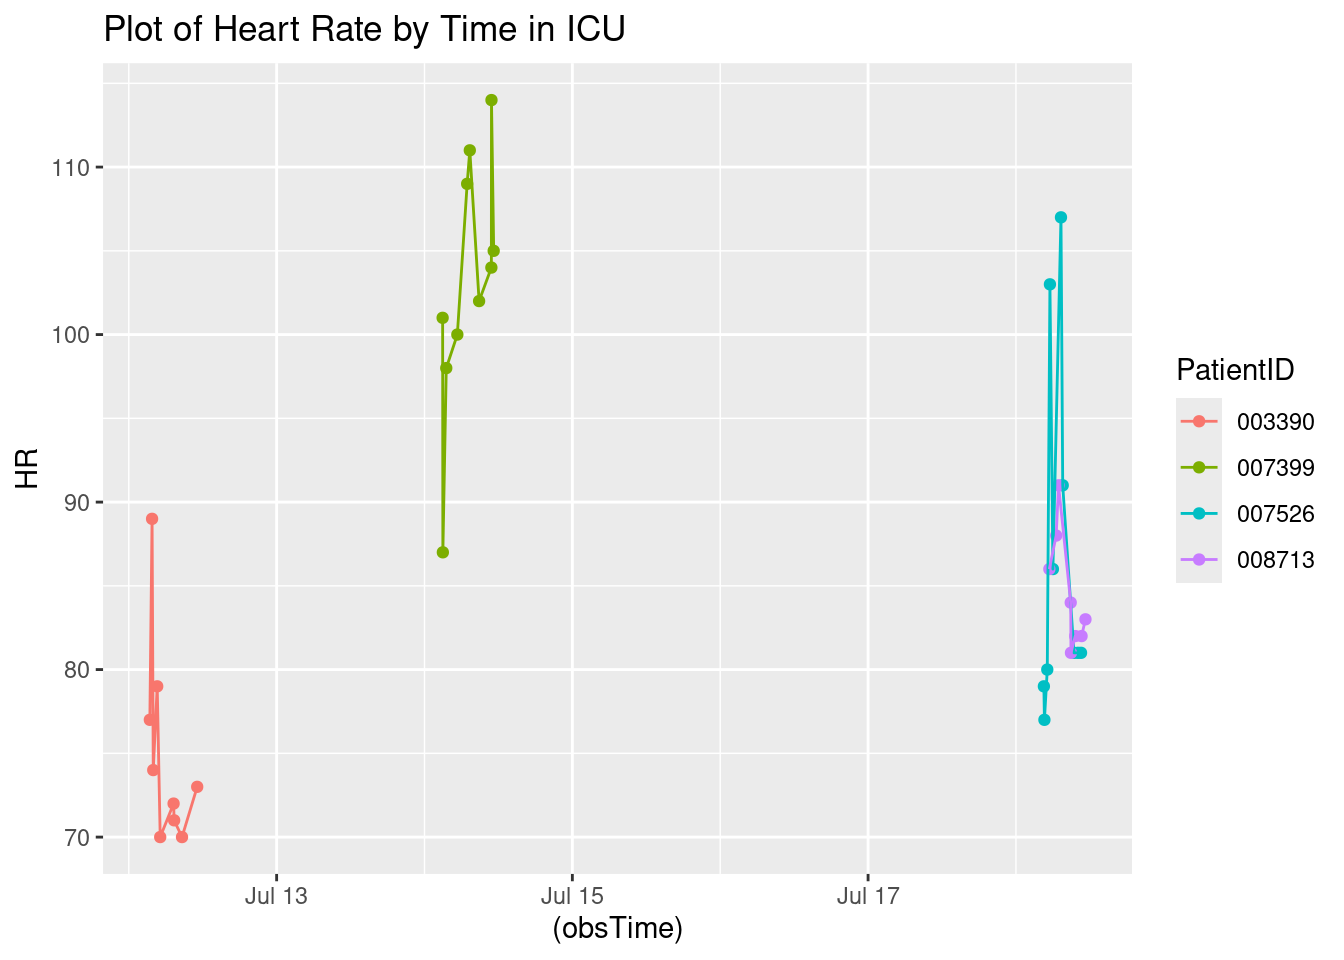 Plot of Heart Rate by Time in ICU
110
100
90
80
70
HR
Jul 13
Jul 15
Jul 17
(obsTime)
PatientID
003390
007399
007526
008713